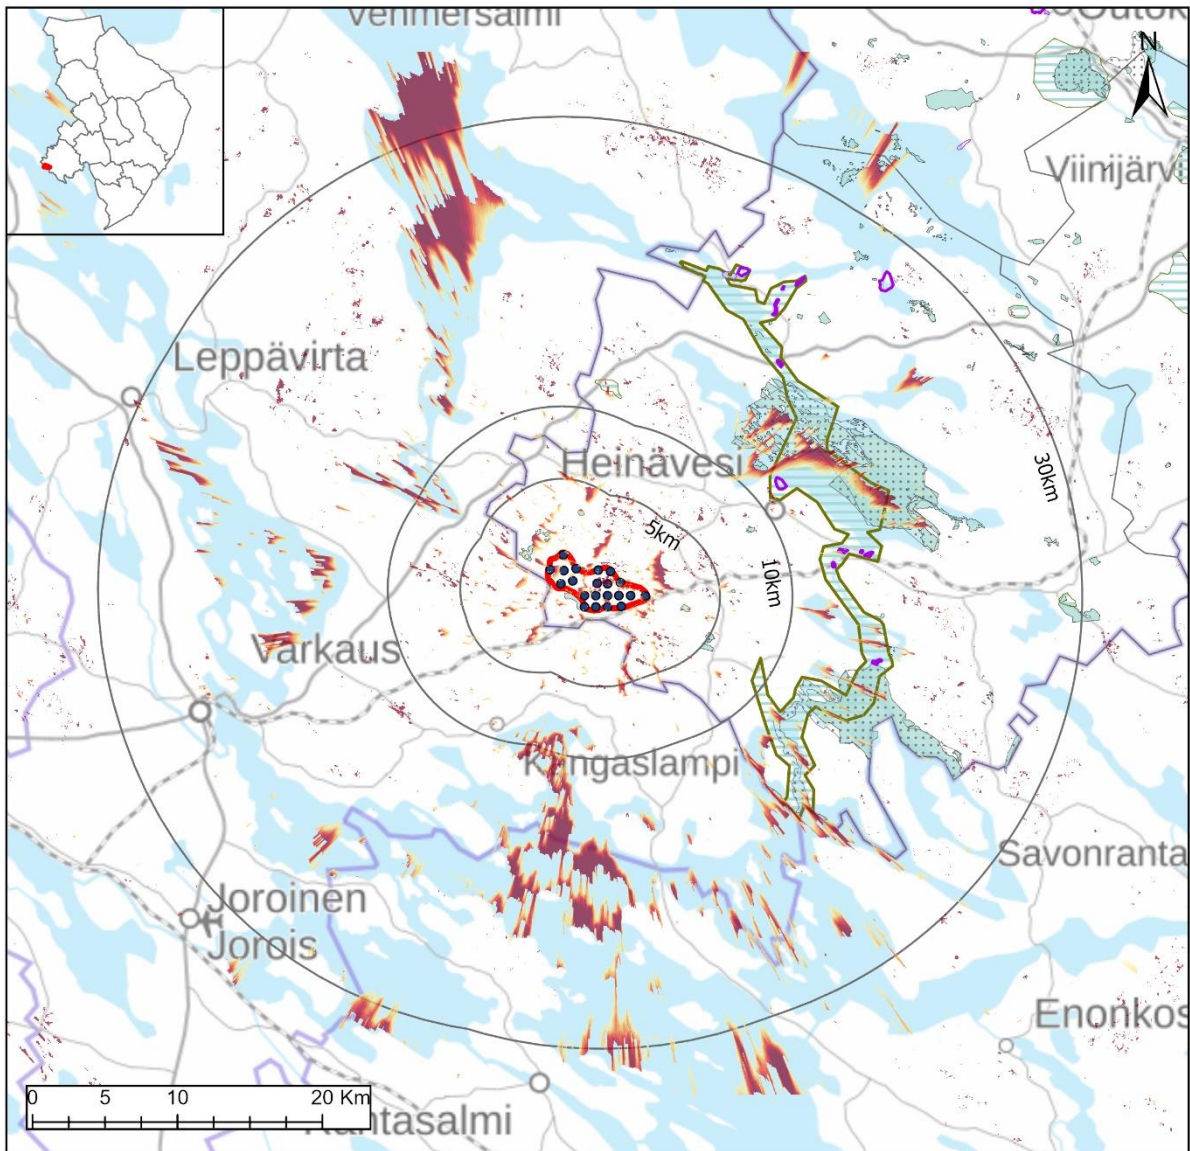 Vehmersalmi
Outok
N
Viinijärvi
Leppävirta
Heinävesi
30km
5km
10km
Varkaus
Kangaslampi
Savonranta
Joroinen
Jorois
Enonkos
0 5 10 20 Km
Rantasalmi